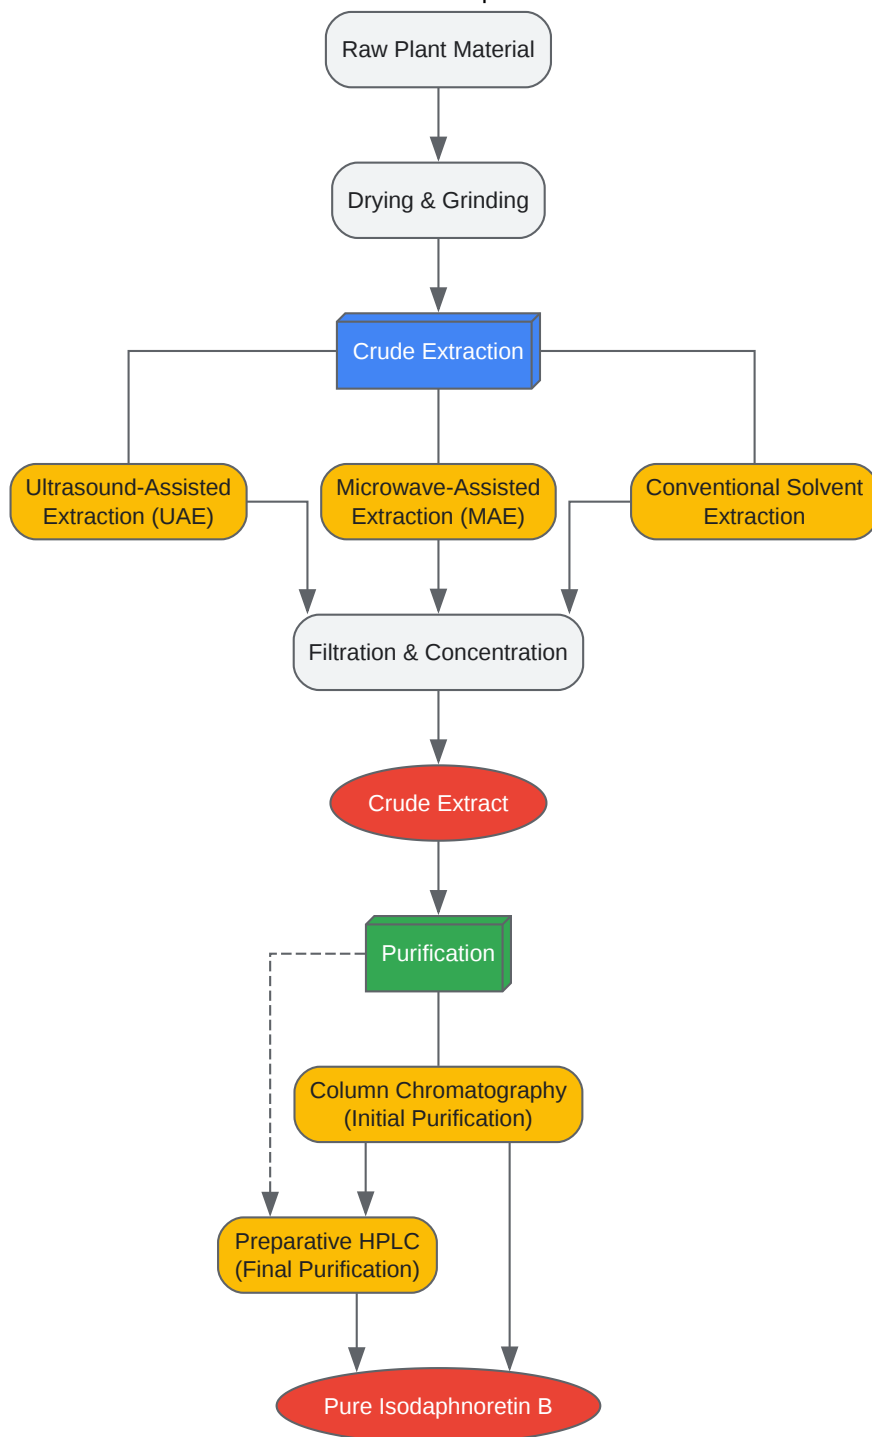 Raw Plant Material
Drying & Grinding
Crude Extraction
Ultrasound-Assisted
Extraction (UAE)
Microwave-Assisted
Extraction (MAE)
Conventional Solvent
Extraction
Filtration & Concentration
Crude Extract
Purification
Column Chromatography
(Initial Purification)
Preparative HPLC
(Final Purification)
Pure Isodaphnoretin B